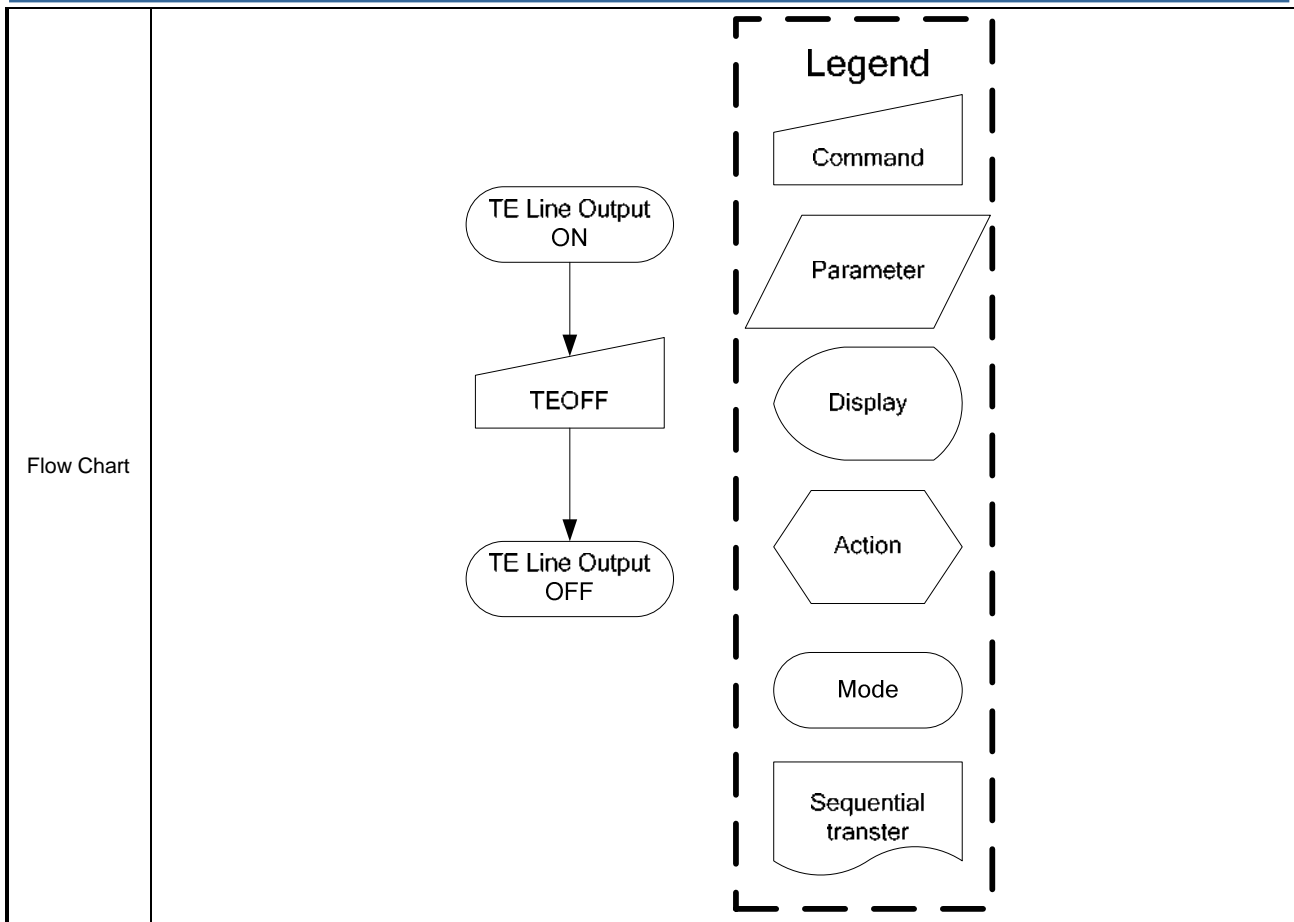 Flow Chart
TE Line Output
ON
TEOFF
TE Line Output
OFF
Legend
Command
Parameter
Display
Action
Mode
Sequential
transter